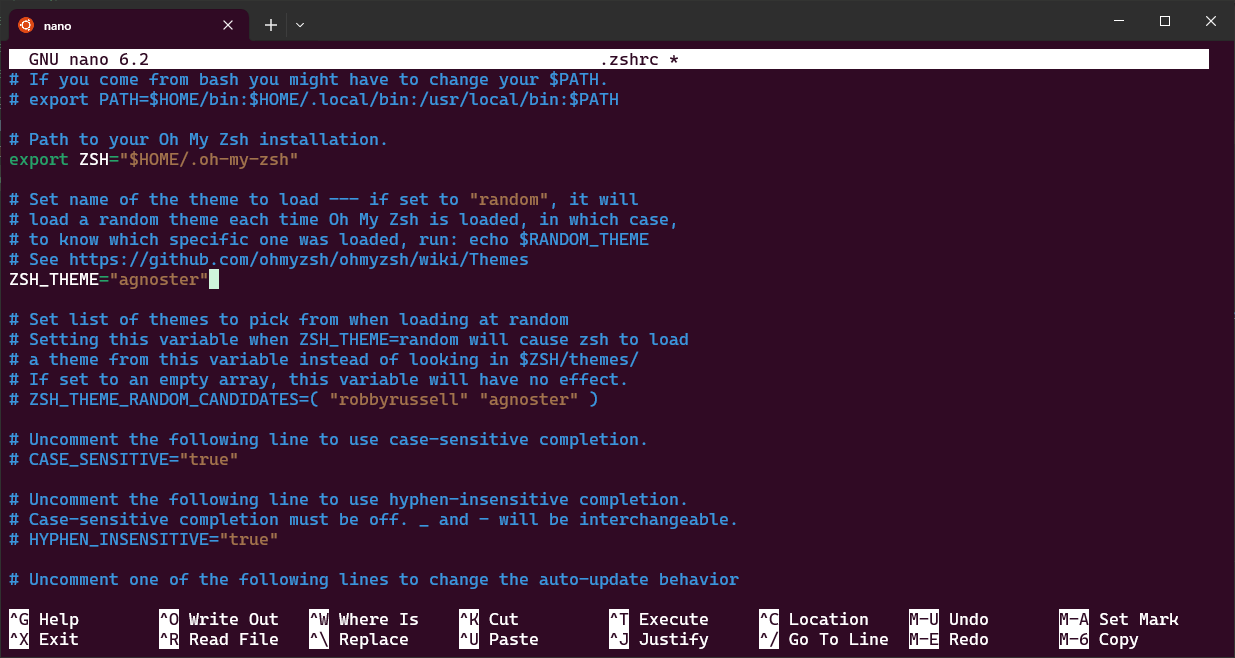 nano
GNU nano 6.2 .zshrc *
# If you come from bash you might have to change your $PATH.
# export PATH=$HOME/bin:$HOME/.local/bin:/usr/local/bin:$PATH
# Path to your Oh My Zsh installation.
export ZSH="$HOME/.oh-my-zsh"
# Set name of the theme to load --- if set to "random", it will
# load a random theme each time Oh My Zsh is loaded, in which case,
# to know which specific one was loaded, run: echo $RANDOM_THEME
# See https://github.com/ohmyzsh/ohmyzsh/wiki/Themes
ZSH_THEME="agnoster"
# Set list of themes to pick from when loading at random
# Setting this variable when ZSH_THEME=random will cause zsh to load
# a theme from this variable instead of looking in $ZSH/themes/
# If set to an empty array, this variable will have no effect.
# ZSH_THEME_RANDOM_CANDIDATES=( "robbyrussell" "agnoster" )
# Uncomment the following line to use case-sensitive completion.
# CASE_SENSITIVE="true"
# Uncomment the following line to use hyphen-insensitive completion.
# Case-sensitive completion must be off. _ and - will be interchangeable.
# HYPHEN_INSENSITIVE="true"
# Uncomment one of the following lines to change the auto-update behavior
^G Help ^O Write Out ^W Where Is ^K Cut ^T Execute ^C Location M-U Undo M-A Set Mark
^X Exit ^R Read File ^\ Replace ^U Paste ^J Justify ^/ Go To Line M-E Redo M-6 Copy